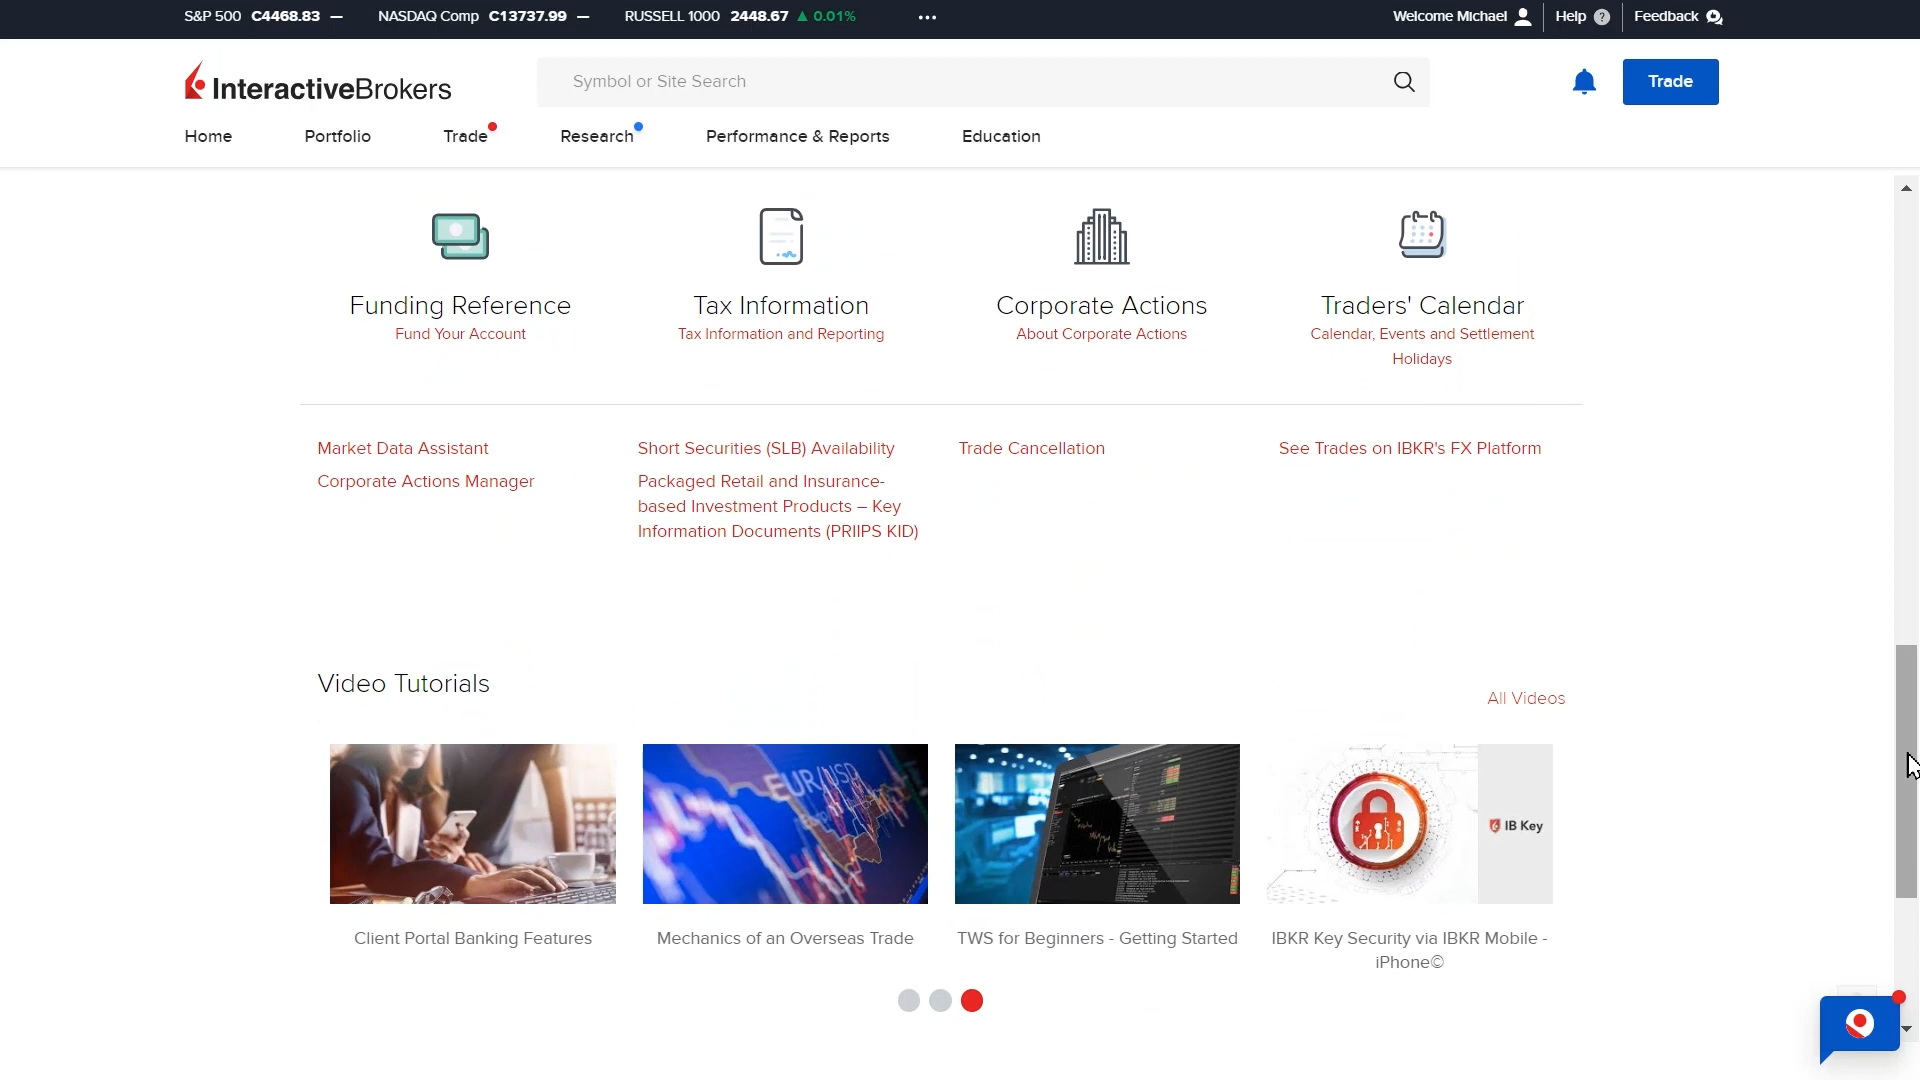 S&P 500 C4468.83 — NASDAQ Comp C13737.99 — RUSSELL 1000 2448.67 ▲ 0.01% ••• Welcome Michael Help ? Feedback
InteractiveBrokers Symbol or Site Search Trade
Home Portfolio Trade Research Performance & Reports Education
Funding Reference Tax Information Corporate Actions Traders' Calendar
Fund Your Account Tax Information and Reporting About Corporate Actions Calendar, Events and Settlement
Holidays
Market Data Assistant Short Securities (SLB) Availability Trade Cancellation See Trades on IBKR's FX Platform
Corporate Actions Manager Packaged Retail and Insurance-
based Investment Products – Key
Information Documents (PRIIPS KID)
Video Tutorials
All Videos
EUR/USD
IB Key
Client Portal Banking Features Mechanics of an Overseas Trade TWS for Beginners - Getting Started IBKR Key Security via IBKR Mobile -
iPhone©